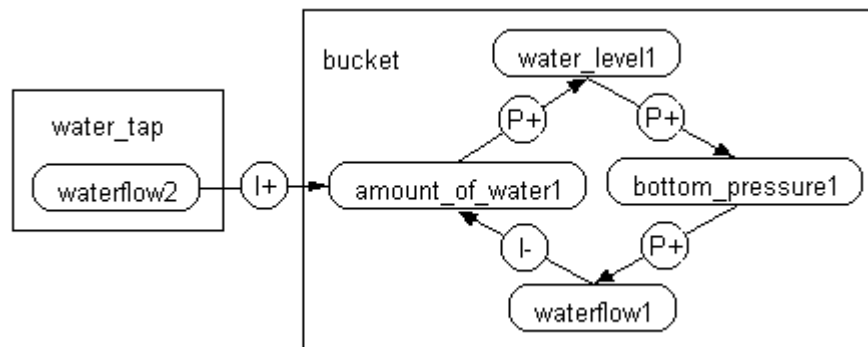 bucket
water_level1
P+
P+
water_tap
waterflow2
I+
amount_of_water1
bottom_pressure1
I-
P+
waterflow1